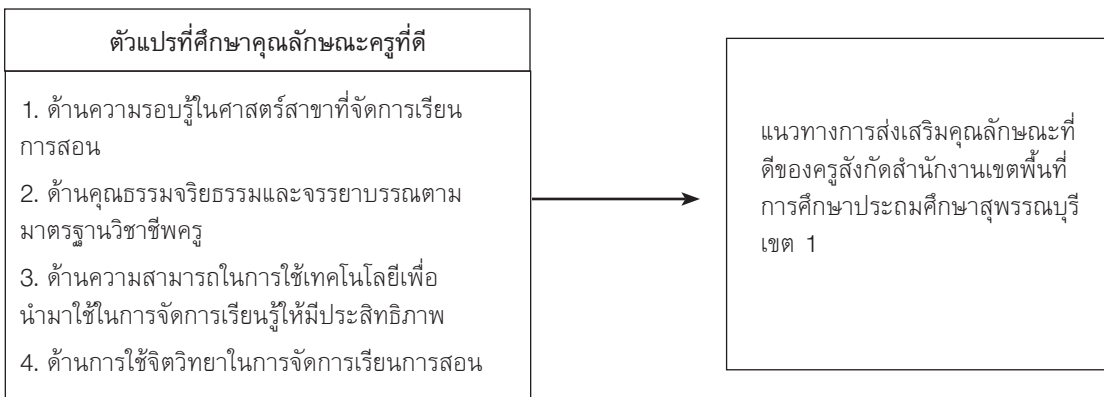 ตัวแปรที่ศึกษาคุณลักษณะครูที่ดี
1. ด้านความรอบรู้ในศาสตร์สาขาที่จัดการเรียน
การสอน
2. ด้านคุณธรรมจริยธรรมและจรรยาบรรณตาม
มาตรฐานวิชาชีพครู
3. ด้านความสามารถในการใช้เทคโนโลยีเพื่อ
นำมาใช้ในการจัดการเรียนรู้ให้มีประสิทธิภาพ
4. ด้านการใช้จิตวิทยาในการจัดการเรียนการสอน
แนวทางการส่งเสริมคุณลักษณะที่
ดีของครูสังกัดสำนักงานเขตพื้นที่
การศึกษาประถมศึกษาสุพรรณบุรี
เขต 1